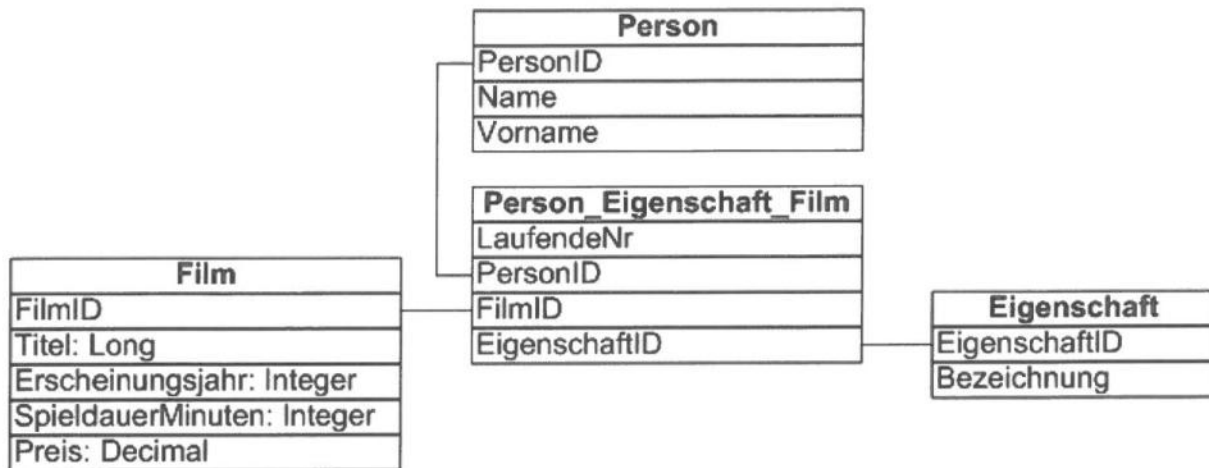 Person
PersonID
Name
Vorname
Person_Eigenschaft_Film
LaufendeNr
PersonID
FilmID
EigenschaftID
Film
FilmID
Titel: Long
Erscheinungsjahr: Integer
SpieldauerMinuten: Integer
Preis: Decimal
Eigenschaft
EigenschaftID
Bezeichnung